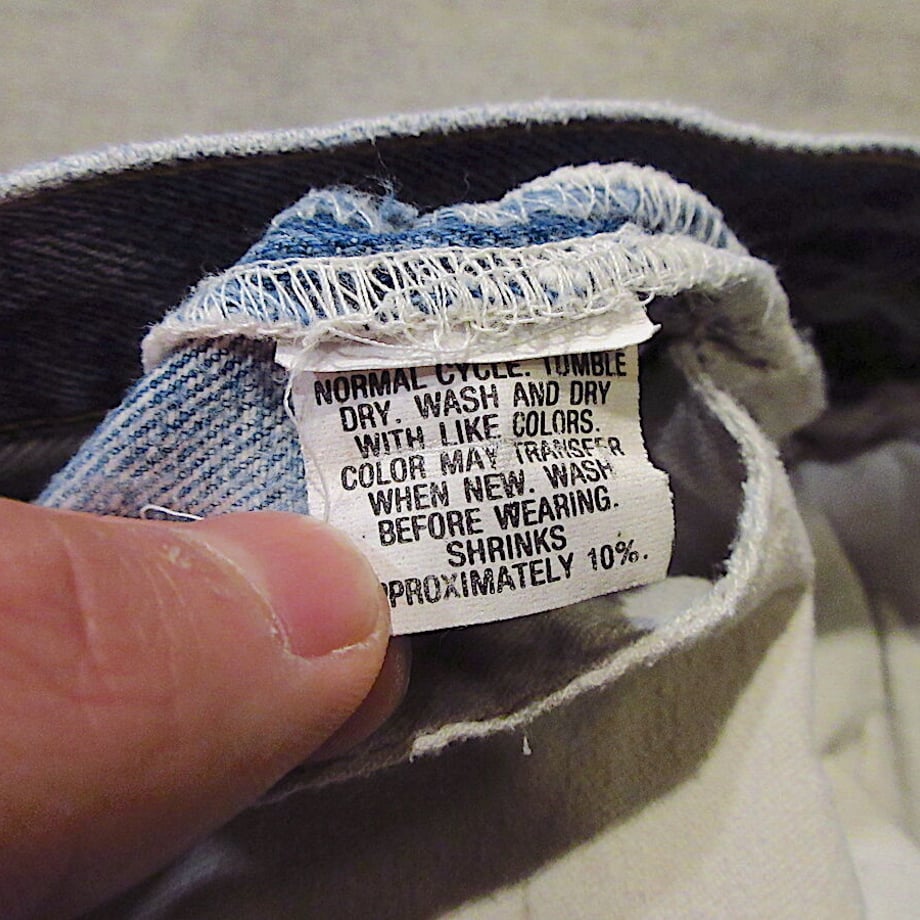 NORMAL CYCLE. TUMBLE
DRY. WASH AND DRY
WITH LIKE COLORS.
COLOR MAY TRANSFER
WHEN NEW. WASH
BEFORE WEARING.
SHRINKS
PPROXIMATELY 10%.